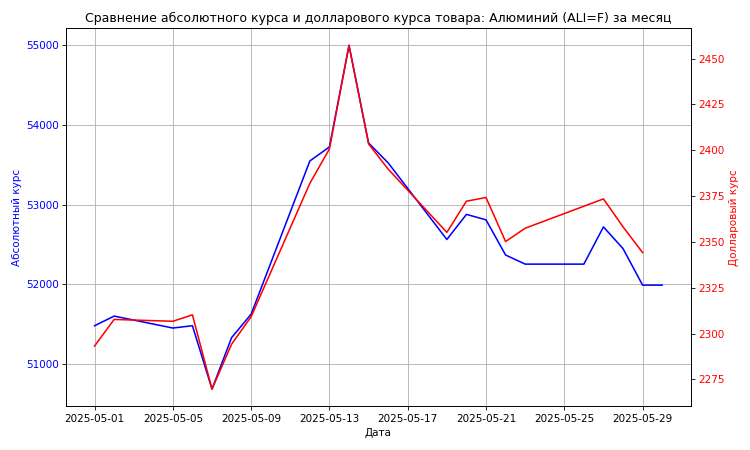 Сравнение абсолютного курса и долларового курса товара: Алюминий (ALI=F) за месяц
55000
54000
53000
52000
51000
Абсолютный курс
2450
2425
2400
2375
2350
2325
2300
2275
Долларовый курс
2025-05-01 2025-05-05 2025-05-09 2025-05-13 2025-05-17 2025-05-21 2025-05-25 2025-05-29
Дата